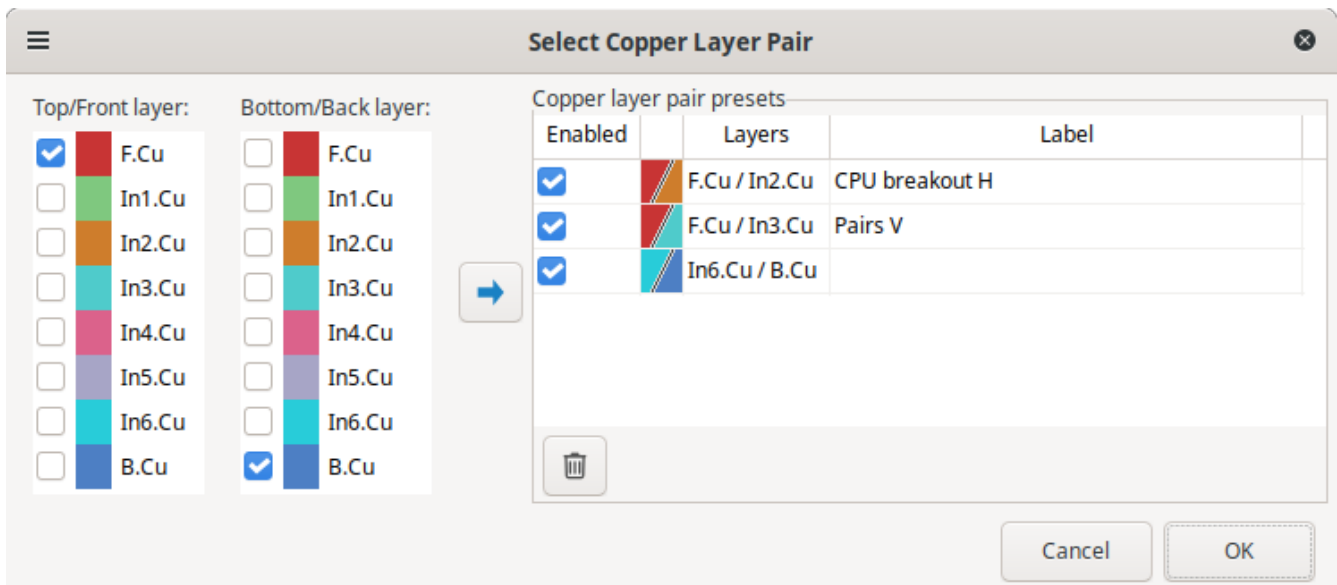 Select Copper Layer Pair
Top/Front layer:
F.Cu
In1.Cu
In2.Cu
In3.Cu
In4.Cu
In5.Cu
In6.Cu
B.Cu
Bottom/Back layer:
F.Cu
In1.Cu
In2.Cu
In3.Cu
In4.Cu
In5.Cu
In6.Cu
B.Cu
Copper layer pair presets
Enabled Layers Label
F.Cu / In2.Cu CPU breakout H
F.Cu / In3.Cu Pairs V
In6.Cu / B.Cu
Cancel OK